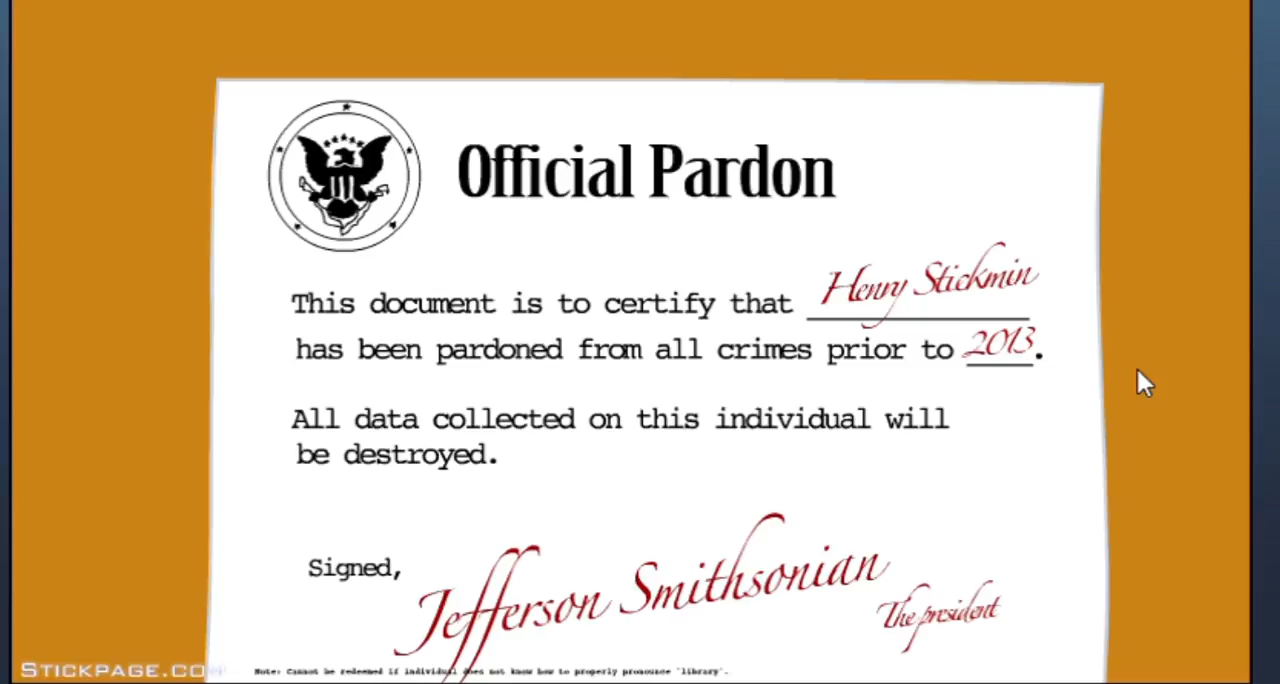 Official Pardon
This document is to certify that Henry Stickmin
has been pardoned from all crimes prior to 2013.
All data collected on this individual will
be destroyed.
Signed,
Jefferson Smithsonian
The president
Note: Cannot be redeemed if individual does not know how to properly pronounce "library".
STICKPAGE.COM